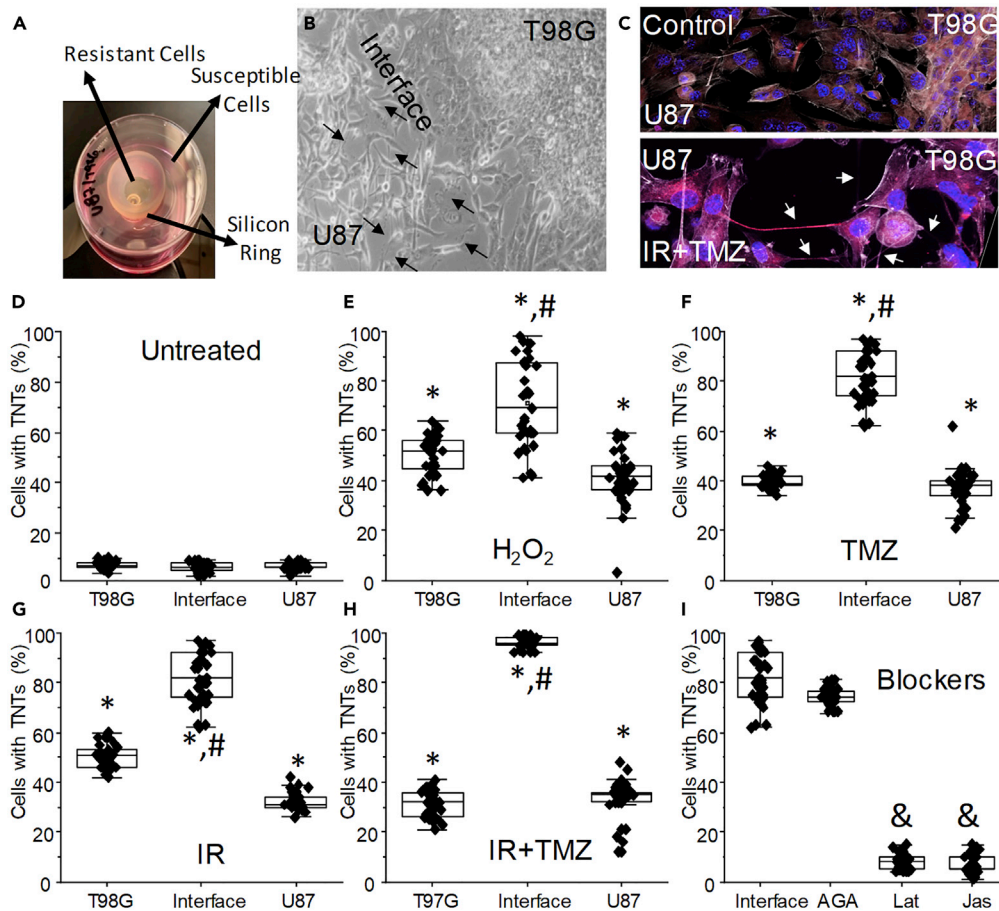 A
Resistant Cells
Susceptible
Cells
Silicon
Ring
B
T98G
Interface
U87
C
Control
T98G
U87
U87
T98G
IR+TMZ
D
Cells with TNTs (%)
100
80
60
40
20
0
Untreated
T98G Interface U87
E
Cells with TNTs (%)
100
80
60
40
20
0
*,#
*
*
H₂O₂
T98G Interface U87
F
Cells with TNTs (%)
100
80
60
40
20
0
*,#
*
*
TMZ
T98G Interface U87
G
Cells with TNTs (%)
100
80
60
40
20
0
*
*,#
*
IR
T98G Interface U87
H
Cells with TNTs (%)
100
80
60
40
20
0
*,#
*
*
IR+TMZ
T97G Interface U87
I
Cells with TNTs (%)
100
80
60
40
20
0
Blockers
& &
Interface AGA Lat Jas